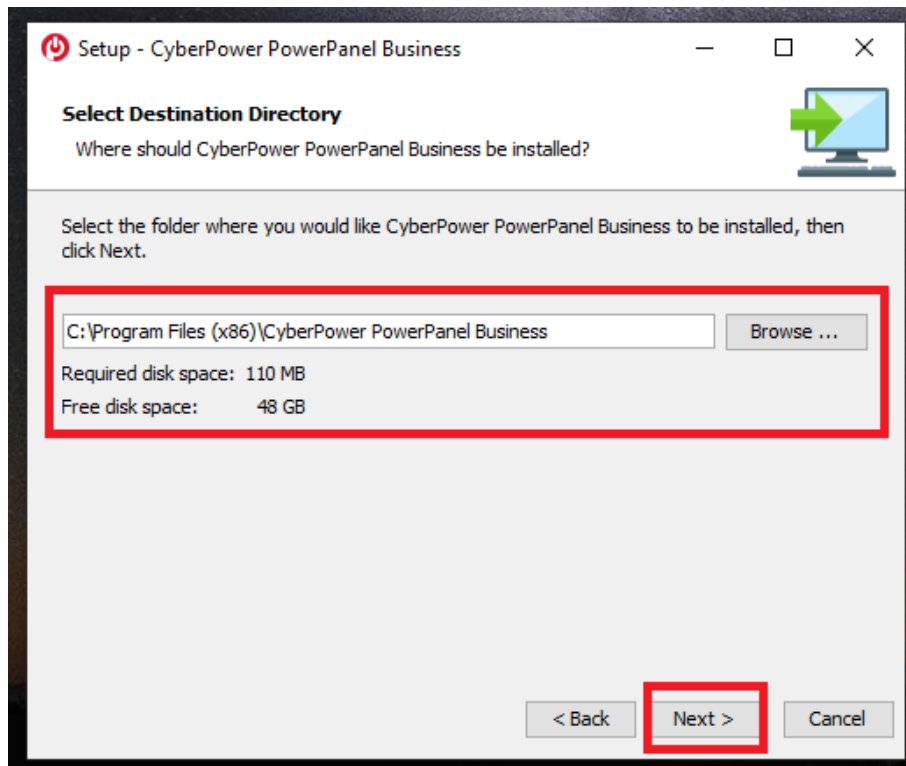 Setup - CyberPower PowerPanel Business
Select Destination Directory
Where should CyberPower PowerPanel Business be installed?
Select the folder where you would like CyberPower PowerPanel Business to be installed, then
click Next.
C:\Program Files (x86)\CyberPower PowerPanel Business
Browse ...
Required disk space: 110 MB
Free disk space: 48 GB
< Back Next > Cancel